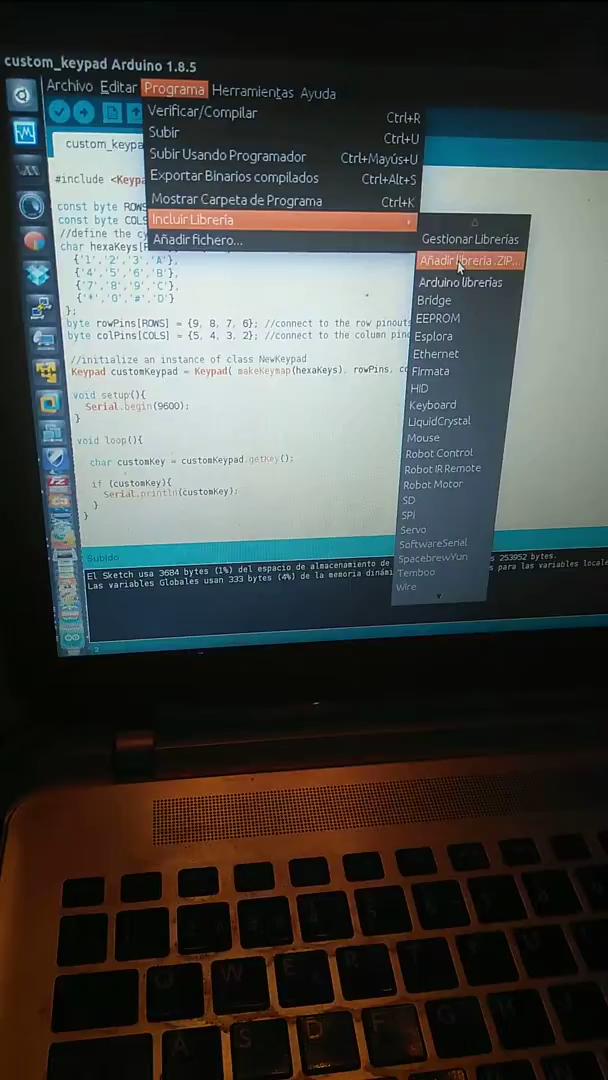 custom_keypad Arduino 1.8.5
Archivo Editar Programa Herramientas Ayuda
Verificar/Compilar Ctrl+R
Subir Ctrl+U
Subir Usando Programador Ctrl+Mayús+U
Exportar Binarios compilados Ctrl+Alt+S
Mostrar Carpeta de Programa Ctrl+K
Incluir Librería
Añadir fichero...
Gestionar Librerías
Añadir librería .ZIP...
Arduino librerías
Bridge
EEPROM
Esplora
Ethernet
Firmata
HID
Keyboard
LiquidCrystal
Mouse
Robot Control
Robot IR Remote
Robot Motor
SD
SPI
Servo
SoftwareSerial
SpacebrewYun
Temboo
Wire
custom_keypa
#include <Keyp
const byte ROWS
const byte COLS
//define the cy
char hexaKeys[R
{'1','2','3','A'},
{'4','5','6','B'},
{'7','8','9','C'},
{'*','0','#','D'}
};
byte rowPins[ROWS] = {9, 8, 7, 6}; //connect to the row pinout
byte colPins[COLS] = {5, 4, 3, 2}; //connect to the column pin
//initialize an instance of class NewKeypad
Keypad customKeypad = Keypad( makeKeymap(hexaKeys), rowPins, c
void setup(){
Serial.begin(9600);
}
void loop(){
char customKey = customKeypad.getKey();
if (customKey){
Serial.println(customKey);
}
}
Subido
El Sketch usa 3684 bytes (1%) del espacio de almacenamiento de s 253952 bytes.
Las variables Globales usan 333 bytes (4%) de la memoria dinámi s para las variables locale
2
Q W E R
A S D F